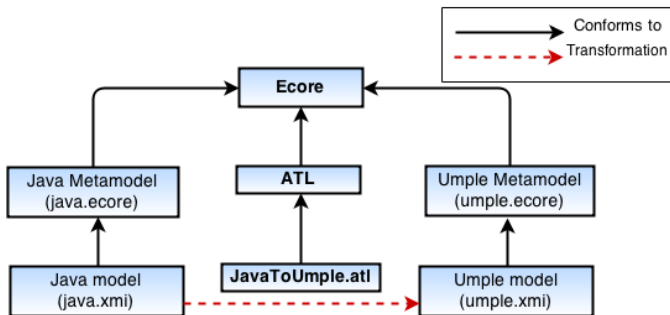 Conforms to
Transformation
Ecore
Java Metamodel
(java.ecore)
ATL
Umple Metamodel
(umple.ecore)
Java model
(java.xmi)
JavaToUmple.atl
Umple model
(umple.xmi)